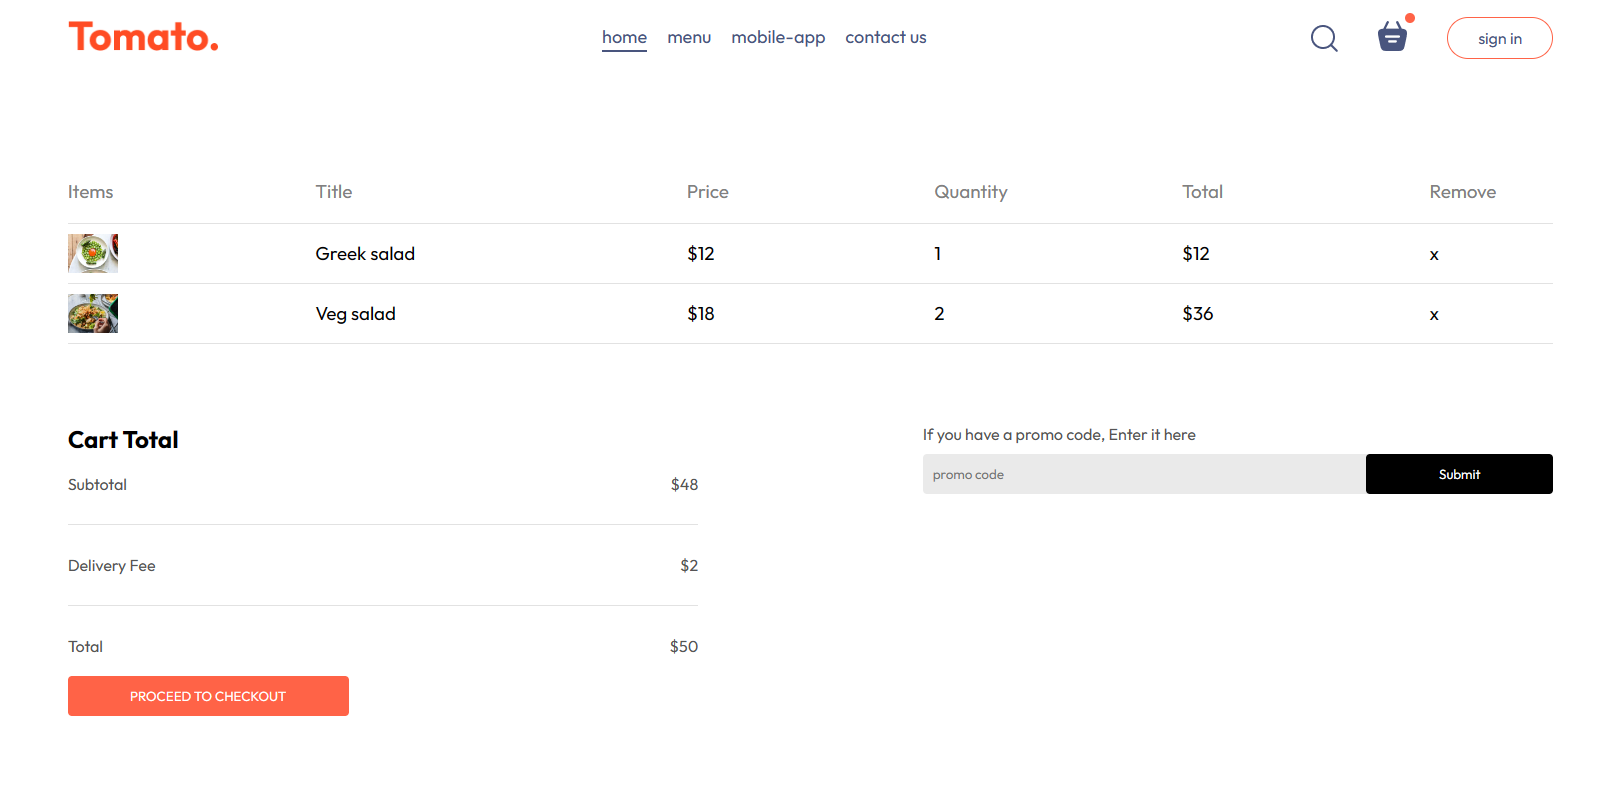 Tomato.
home menu mobile-app contact us
sign in
Items Title Price Quantity Total Remove
Greek salad $12 1 $12 x
Veg salad $18 2 $36 x
Cart Total
If you have a promo code, Enter it here
promo code Submit
Subtotal $48
Delivery Fee $2
Total $50
PROCEED TO CHECKOUT